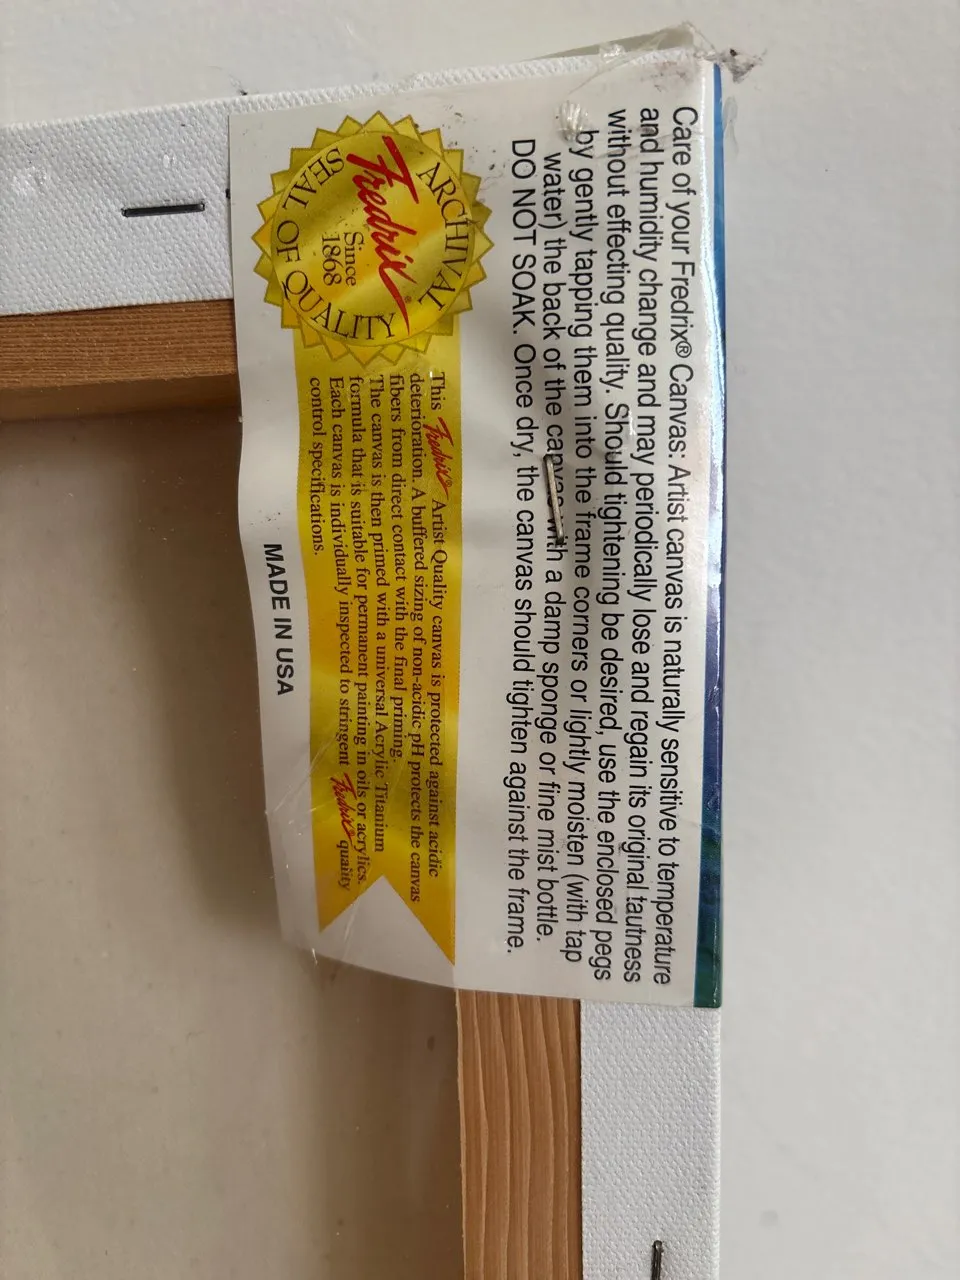 Care of your Fredrix® Canvas: Artist canvas is naturally sensitive to temperature
and humidity change and may periodically lose and regain its original tautness
without effecting quality. Should tightening be desired, use the enclosed pegs
by gently tapping them into the frame corners or lightly moisten (with tap
water) the back of the canvas with a damp sponge or fine mist bottle.
DO NOT SOAK. Once dry, the canvas should tighten against the frame.
ARCHIVAL
Fredrix®
Since
1868
SEAL OF QUALITY
This Fredrix® Artist Quality canvas is protected against acidic
deterioration. A buffered sizing of non-acidic pH protects the canvas
fibers from direct contact with the final priming.
The canvas is then primed with a universal Acrylic Titanium
formula that is suitable for permanent painting in oils or acrylics.
Each canvas is individually inspected to stringent Fredrix® quality
control specifications.
MADE IN USA